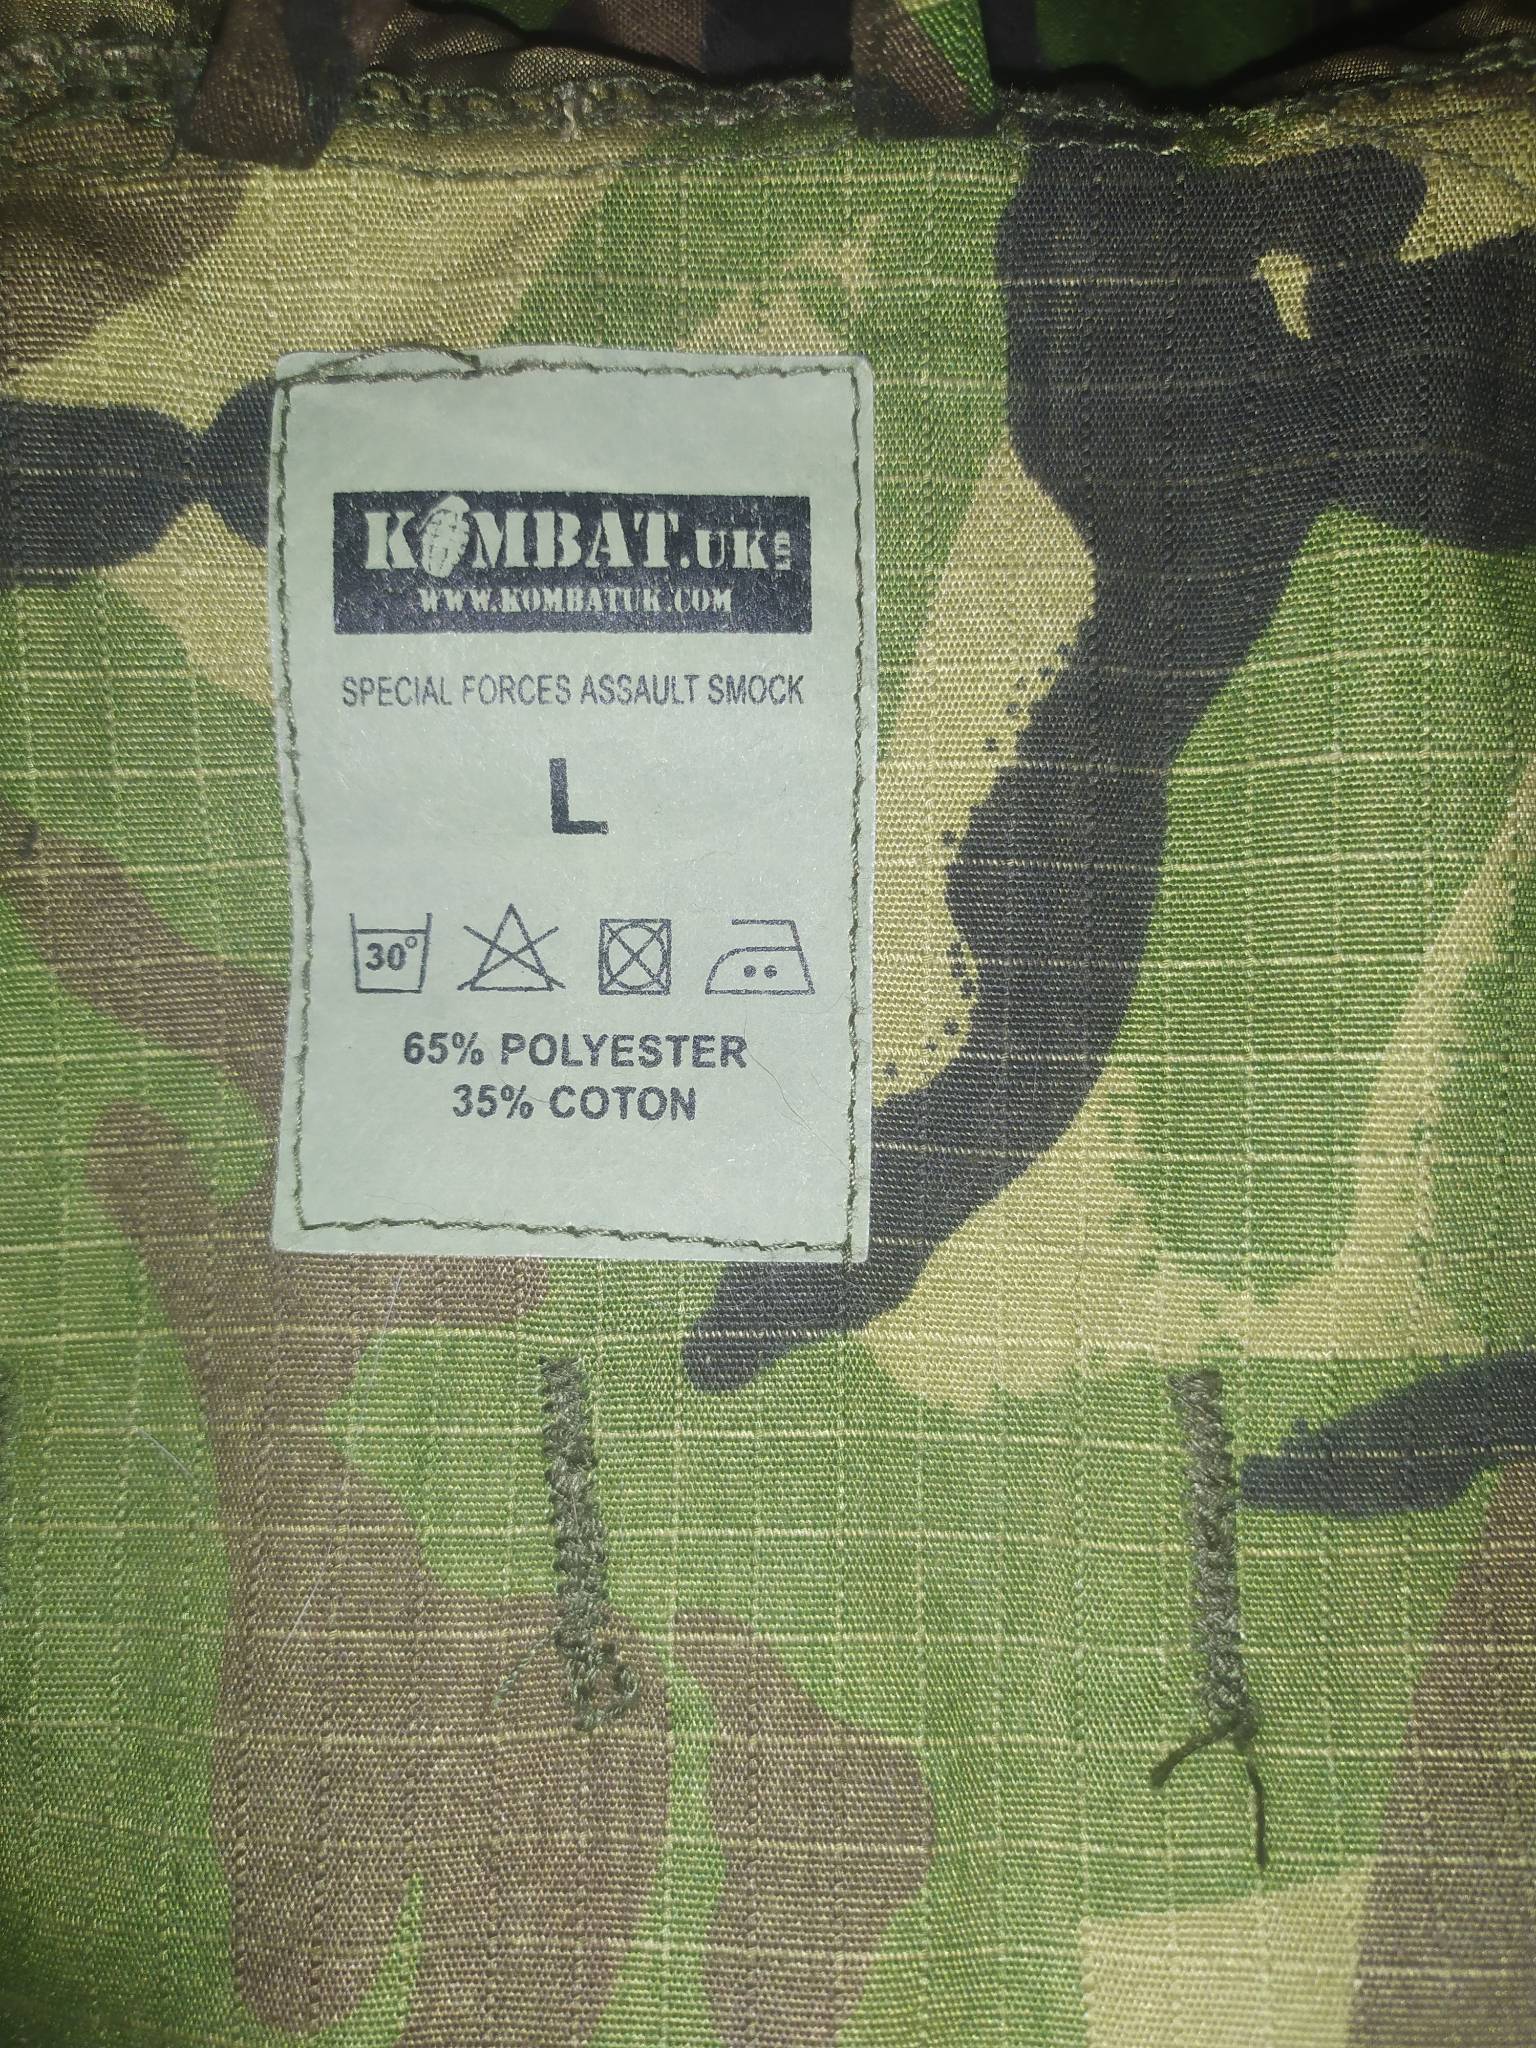 KOMBAT.UK LTD
WWW.KOMBATUK.COM
SPECIAL FORCES ASSAULT SMOCK
L
30°
65% POLYESTER
35% COTON